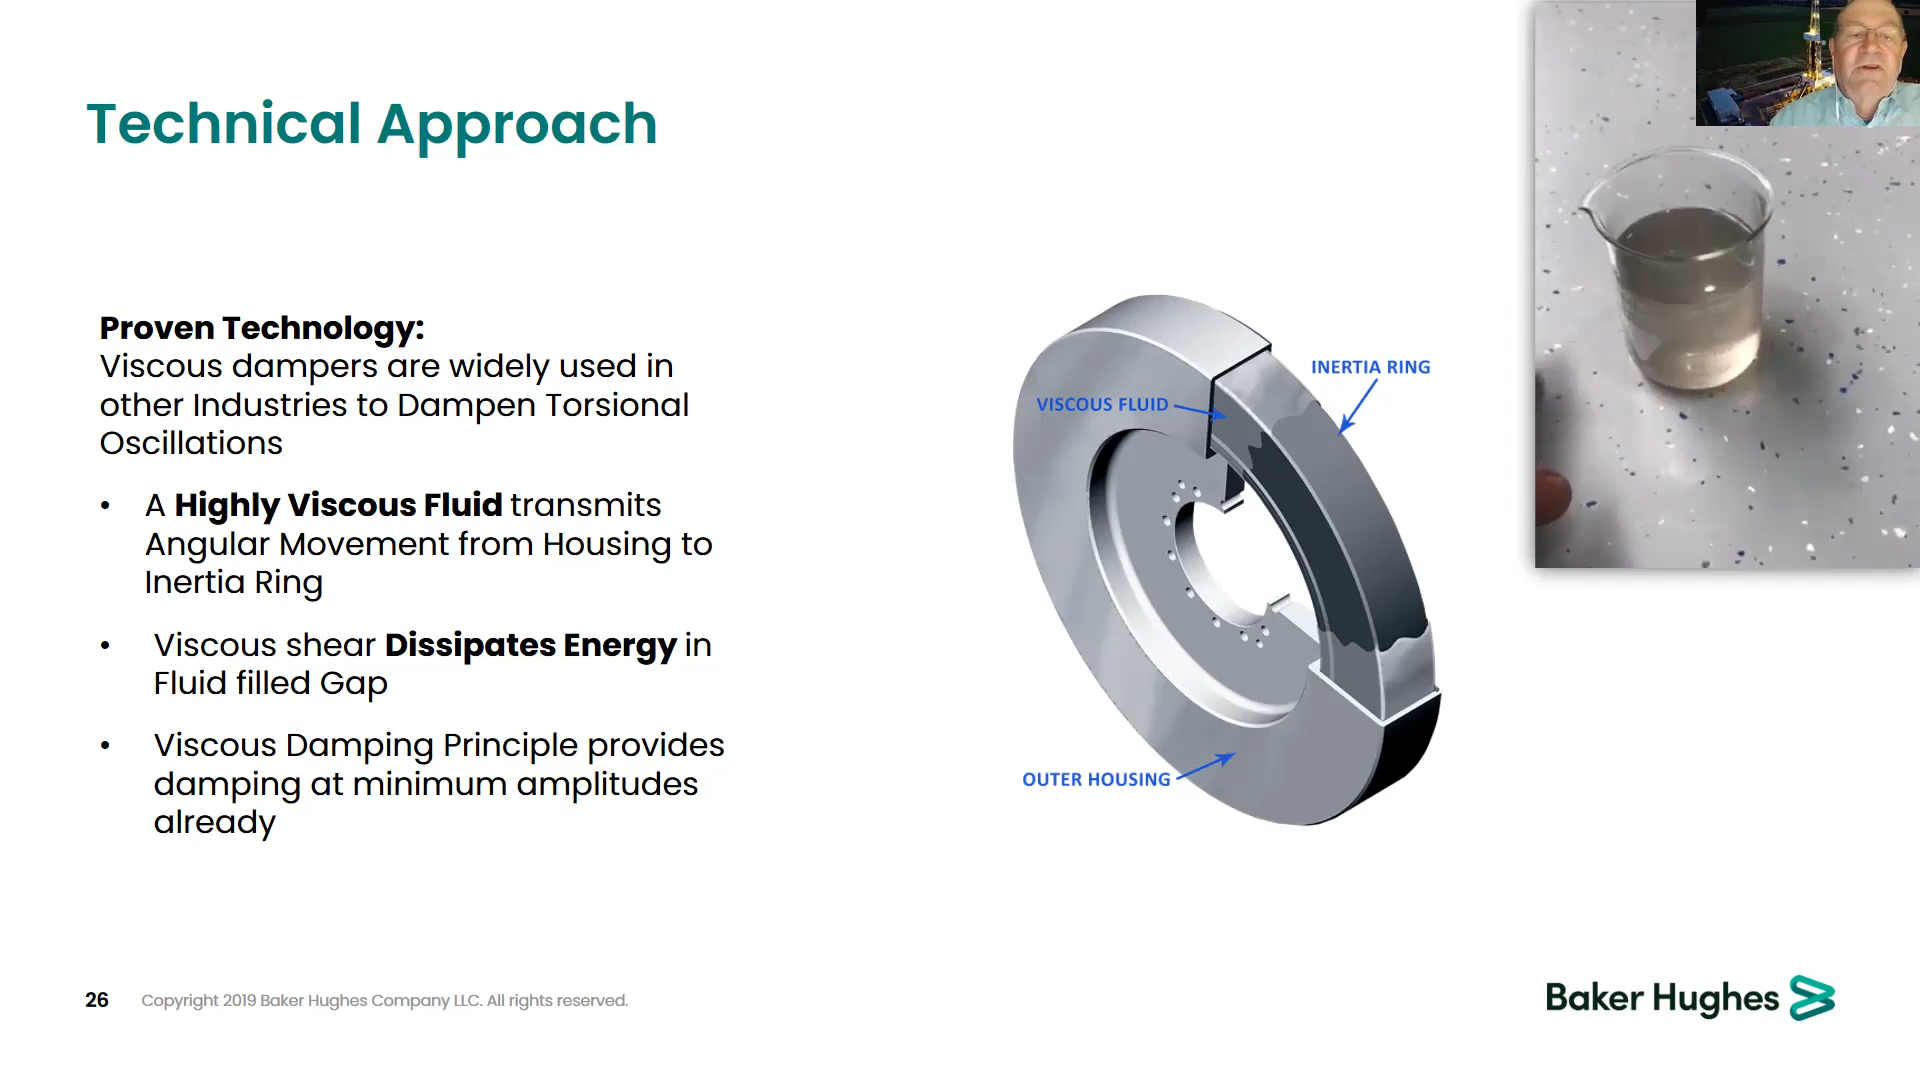 Technical Approach
Proven Technology:
Viscous dampers are widely used in
other Industries to Dampen Torsional
Oscillations
• A Highly Viscous Fluid transmits
Angular Movement from Housing to
Inertia Ring
• Viscous shear Dissipates Energy in
Fluid filled Gap
• Viscous Damping Principle provides
damping at minimum amplitudes
already
INERTIA RING
VISCOUS FLUID
OUTER HOUSING
26 Copyright 2019 Baker Hughes Company LLC. All rights reserved.
Baker Hughes